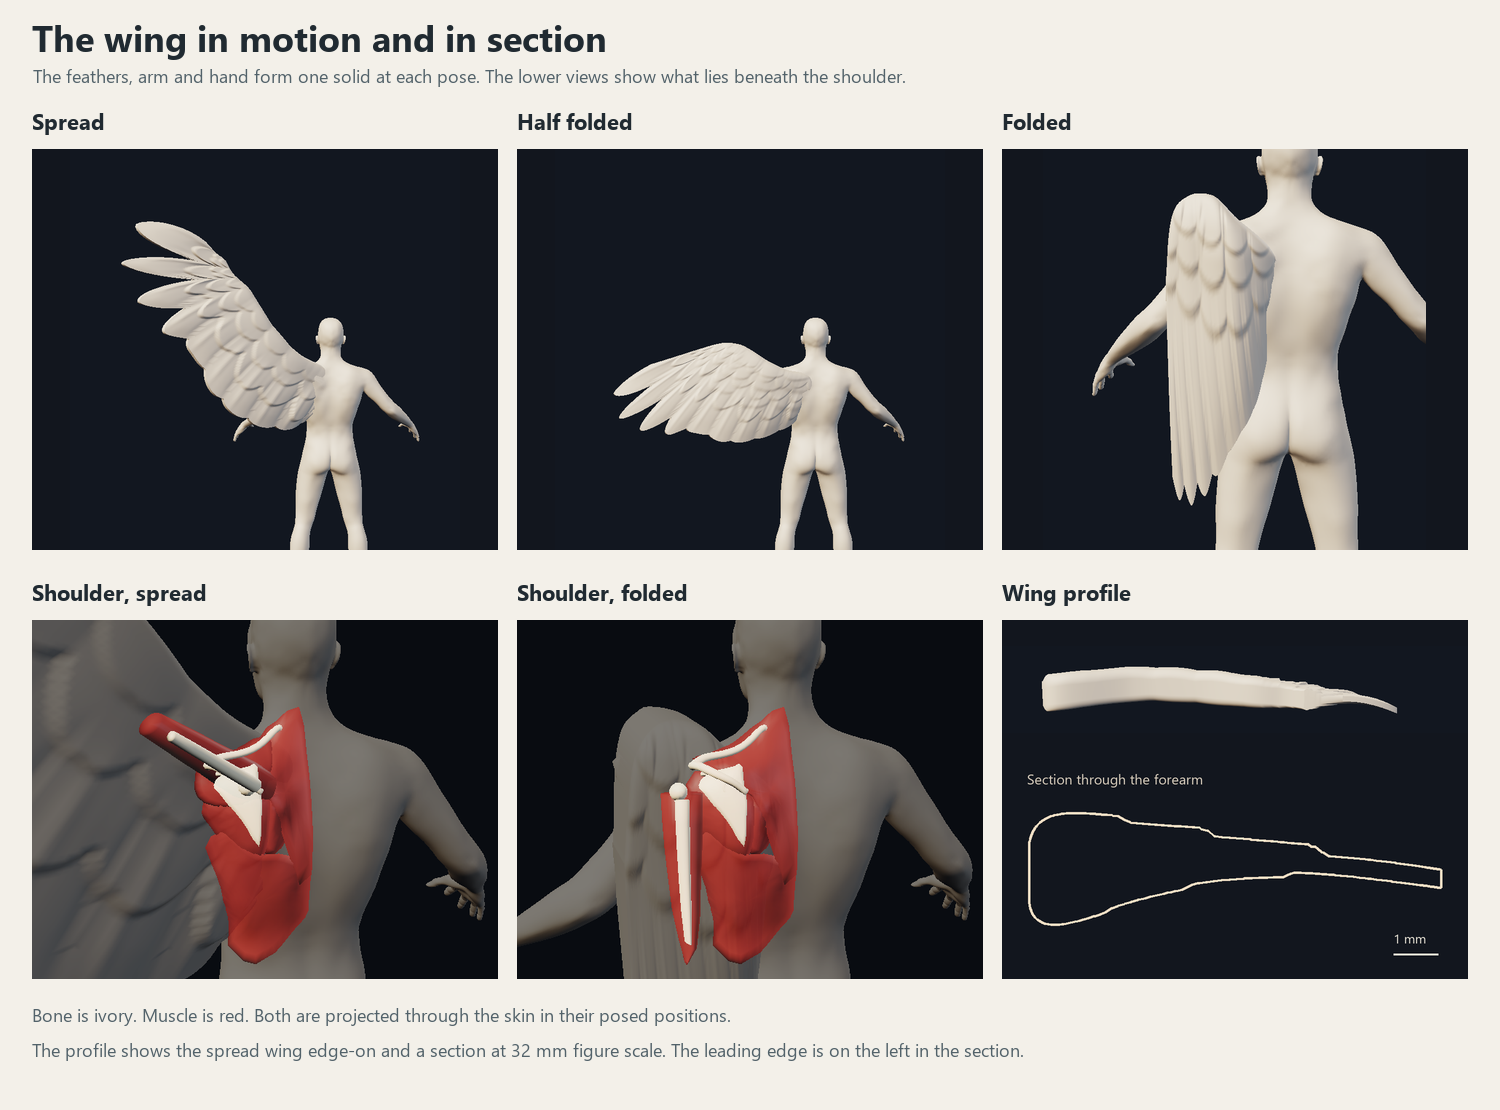 The wing in motion and in section
The feathers, arm and hand form one solid at each pose. The lower views show what lies beneath the shoulder.
Spread
Half folded
Folded
Shoulder, spread
Shoulder, folded
Wing profile
Section through the forearm
1 mm
Bone is ivory. Muscle is red. Both are projected through the skin in their posed positions.
The profile shows the spread wing edge-on and a section at 32 mm figure scale. The leading edge is on the left in the section.